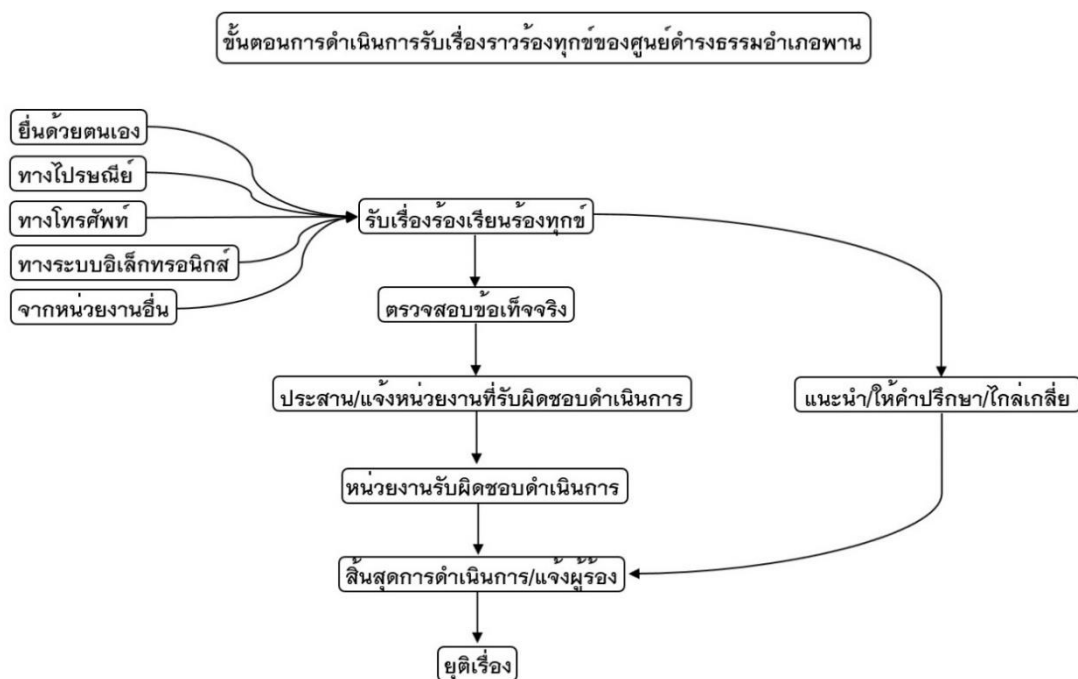 ขั้นตอนการดำเนินการรับเรื่องราวร้องทุกข์ของศูนย์ดำรงธรรมอำเภอพาน
ยื่นด้วยตนเอง
ทางไปรษณีย์
ทางโทรศัพท์
ทางระบบอิเล็กทรอนิกส์
จากหน่วยงานอื่น
รับเรื่องร้องเรียนร้องทุกข์
ตรวจสอบข้อเท็จจริง
ประสาน/แจ้งหน่วยงานที่รับผิดชอบดำเนินการ
แนะนำ/ให้คำปรึกษา/ไกล่เกลี่ย
หน่วยงานรับผิดชอบดำเนินการ
สิ้นสุดการดำเนินการ/แจ้งผู้ร้อง
ยุติเรื่อง